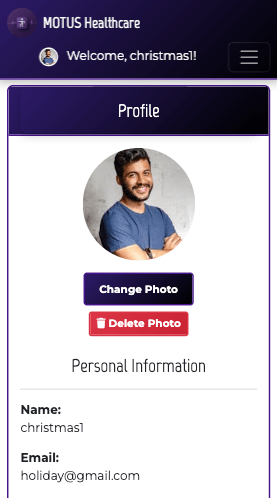 MOTUS Healthcare
Welcome, christmas1!
Profile
Change Photo
Delete Photo
Personal Information
Name:
christmas1
Email:
holiday@gmail.com